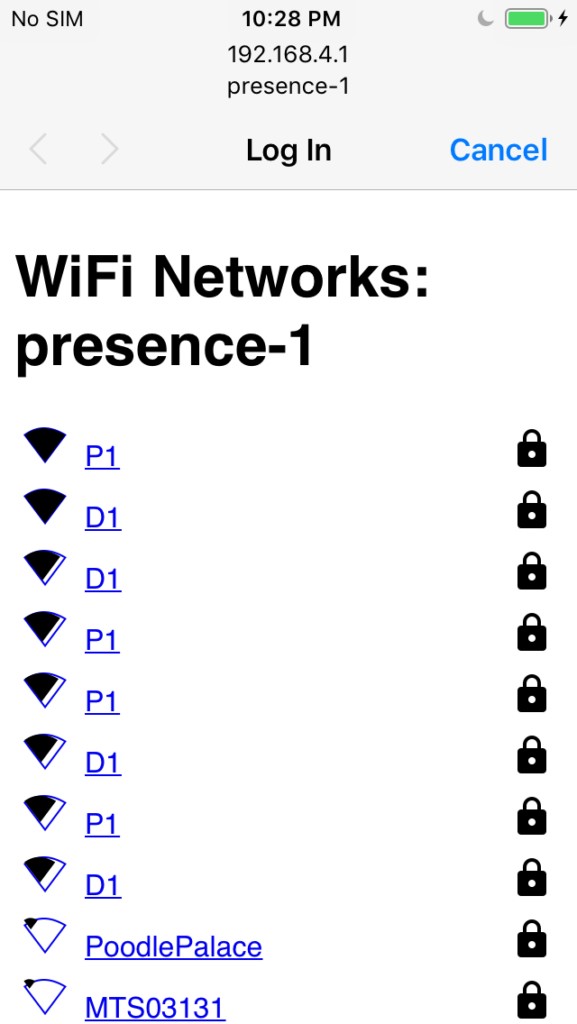 No SIM 10:28 PM
192.168.4.1
presence-1
Log In Cancel
WiFi Networks:
presence-1
P1
D1
D1
P1
P1
D1
P1
D1
PoodlePalace
MTS03131